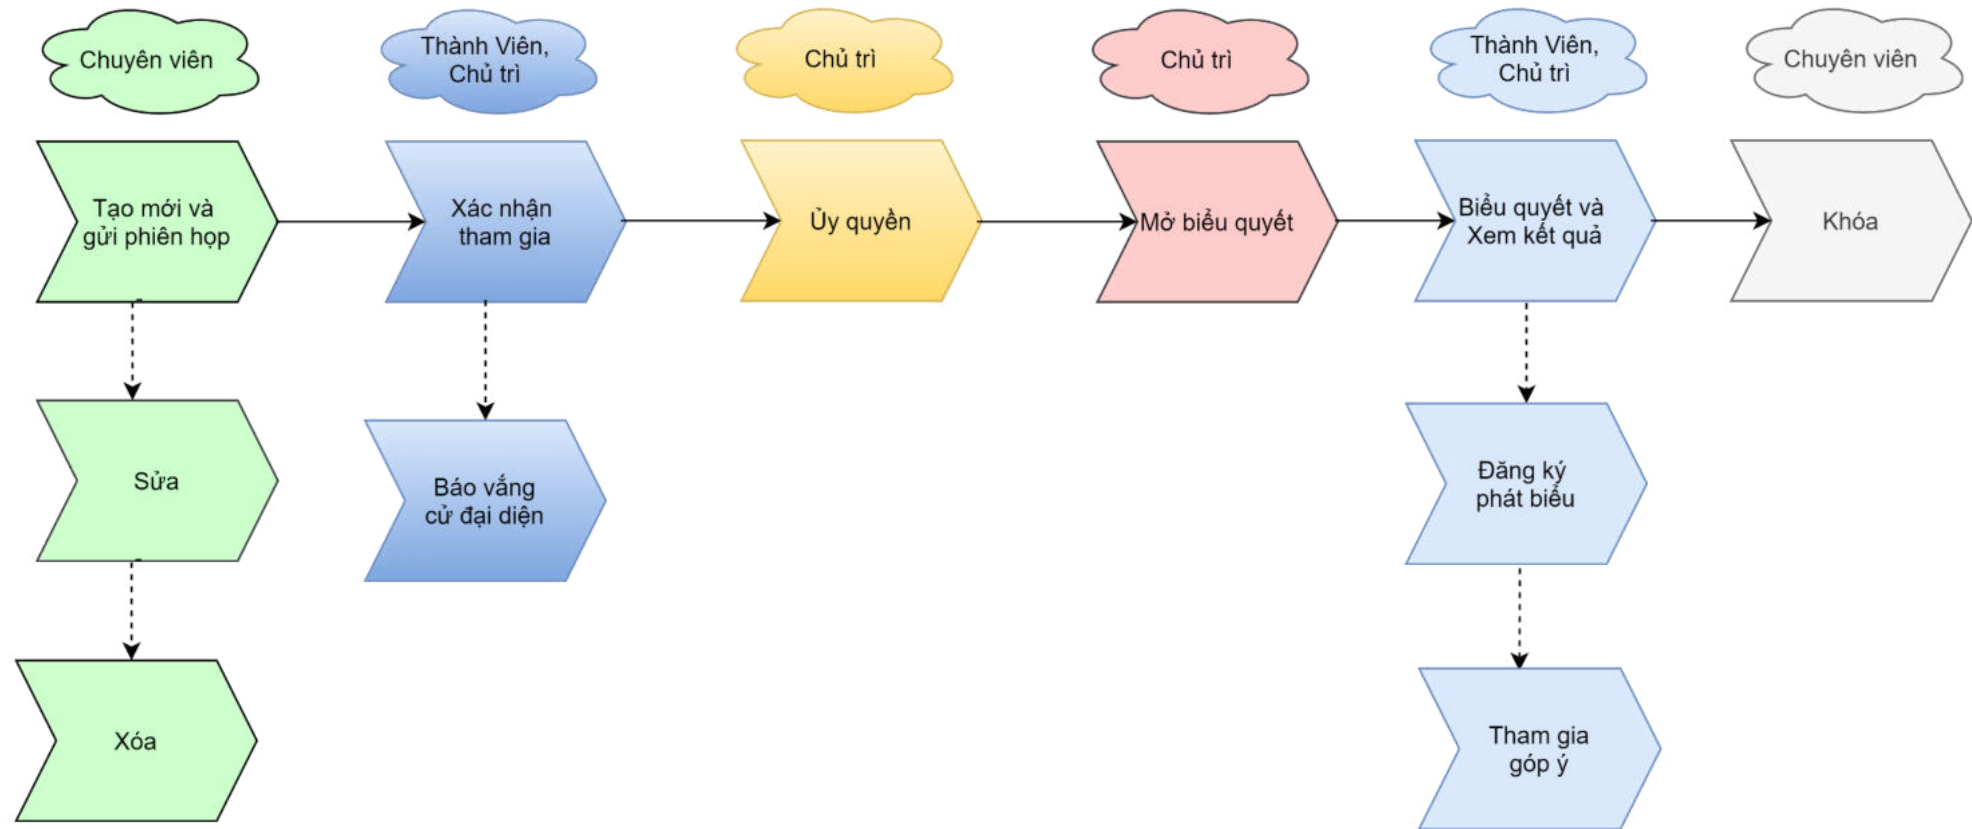 Chuyên viên
Thành Viên,
Chủ trì
Chủ trì
Chủ trì
Thành Viên,
Chủ trì
Chuyên viên
Tạo mới và
gửi phiên họp
Xác nhận
tham gia
Ủy quyền
Mở biểu quyết
Biểu quyết và
Xem kết quả
Khóa
Sửa
Báo vắng
cử đại diện
Đăng ký
phát biểu
Xóa
Tham gia
góp ý